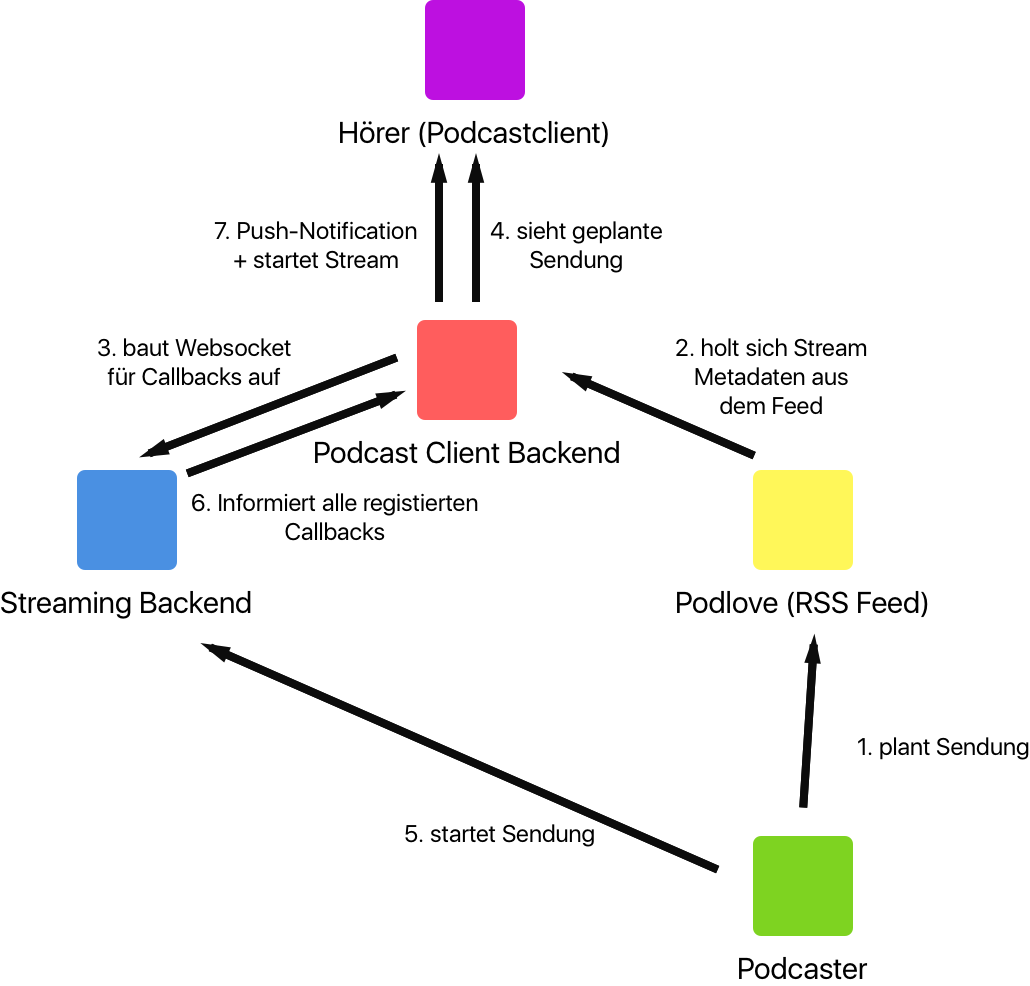 Hörer (Podcastclient)
7. Push-Notification
+ startet Stream
4. sieht geplante
Sendung
3. baut Websocket
für Callbacks auf
2. holt sich Stream
Metadaten aus
dem Feed
Podcast Client Backend
6. Informiert alle registierten
Callbacks
Streaming Backend
Podlove (RSS Feed)
1. plant Sendung
5. startet Sendung
Podcaster